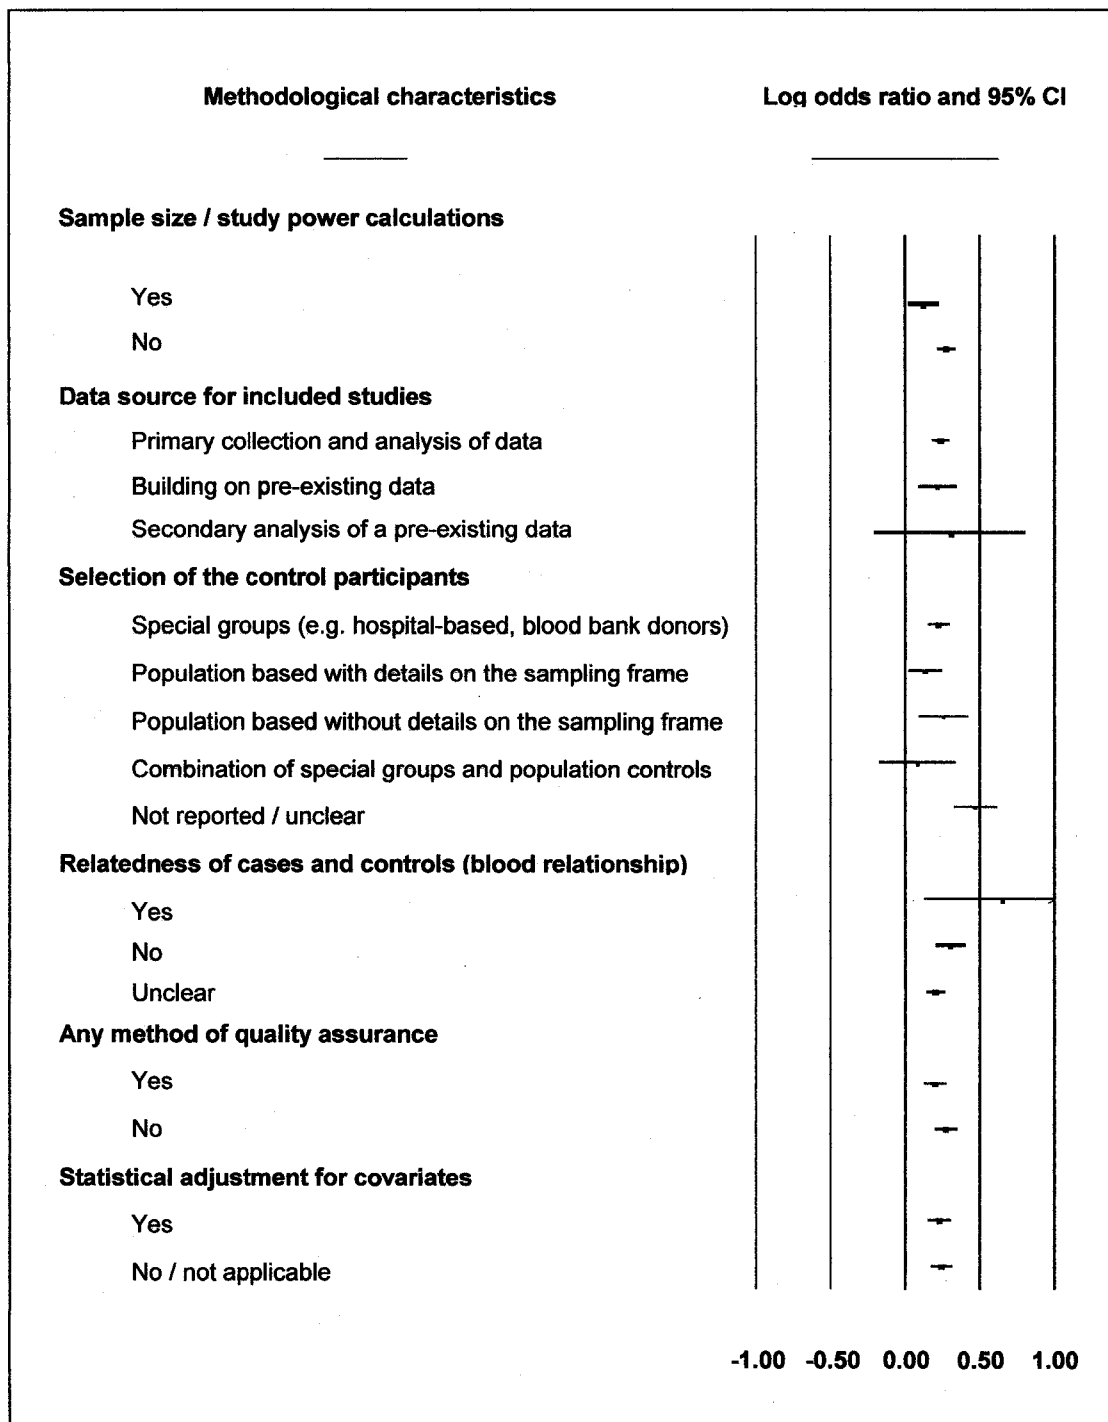 Methodological characteristics Log odds ratio and 95% CI
Sample size / study power calculations
Yes
No
Data source for included studies
Primary collection and analysis of data
Building on pre-existing data
Secondary analysis of a pre-existing data
Selection of the control participants
Special groups (e.g. hospital-based, blood bank donors)
Population based with details on the sampling frame
Population based without details on the sampling frame
Combination of special groups and population controls
Not reported / unclear
Relatedness of cases and controls (blood relationship)
Yes
No
Unclear
Any method of quality assurance
Yes
No
Statistical adjustment for covariates
Yes
No / not applicable
-1.00 -0.50 0.00 0.50 1.00